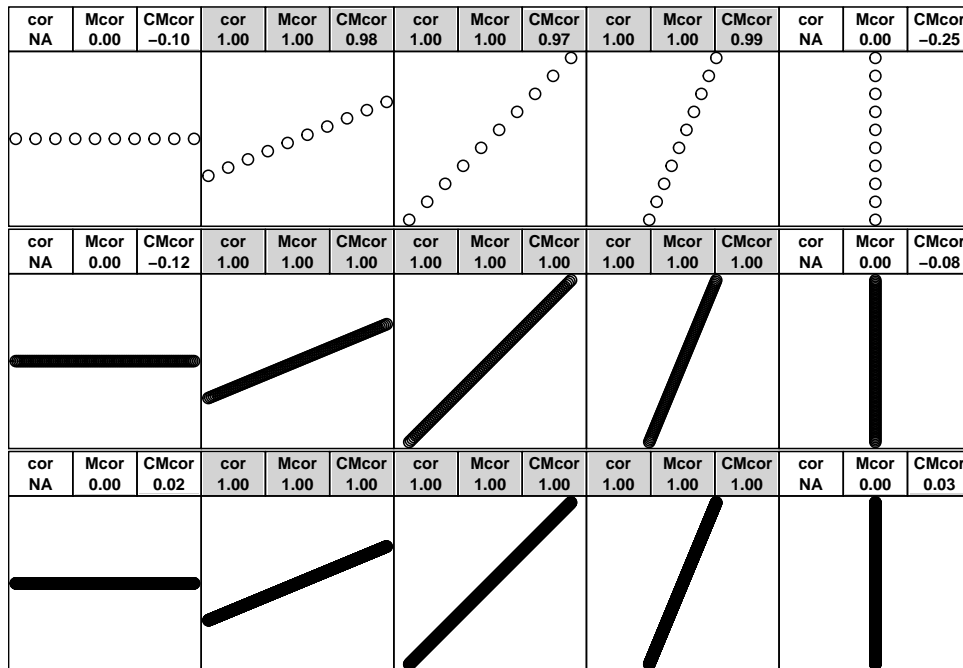 cor Mcor CMcor cor Mcor CMcor cor Mcor CMcor cor Mcor CMcor cor Mcor CMcor
NA 0.00 −0.10 1.00 1.00 0.98 1.00 1.00 0.97 1.00 1.00 0.99 NA 0.00 −0.25
cor Mcor CMcor cor Mcor CMcor cor Mcor CMcor cor Mcor CMcor cor Mcor CMcor
NA 0.00 −0.12 1.00 1.00 1.00 1.00 1.00 1.00 1.00 1.00 1.00 NA 0.00 −0.08
cor Mcor CMcor cor Mcor CMcor cor Mcor CMcor cor Mcor CMcor cor Mcor CMcor
NA 0.00 0.02 1.00 1.00 1.00 1.00 1.00 1.00 1.00 1.00 1.00 NA 0.00 0.03